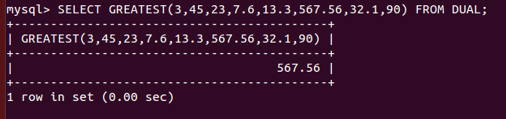 mysql> SELECT GREATEST(3,45,23,7.6,13.3,567.56,32.1,90) FROM DUAL;
+-------------------------------------------+
| GREATEST(3,45,23,7.6,13.3,567.56,32.1,90) |
+-------------------------------------------+
|                                    567.56 |
+-------------------------------------------+
1 row in set (0.00 sec)